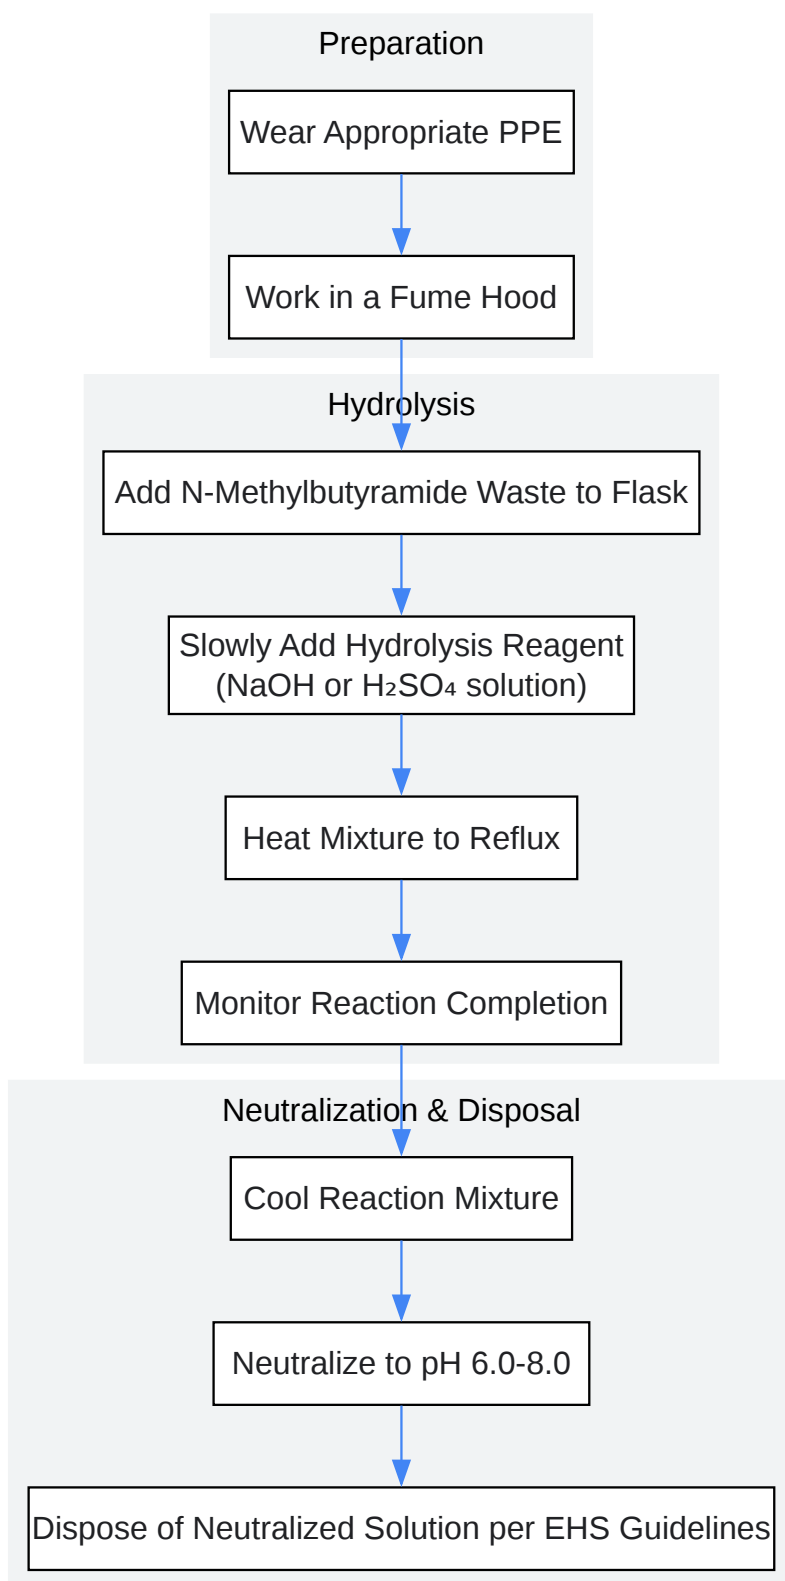 Preparation
Wear Appropriate PPE
Work in a Fume Hood
Hydrolysis
Add N-Methylbutyramide Waste to Flask
Slowly Add Hydrolysis Reagent
(NaOH or H₂SO₄ solution)
Heat Mixture to Reflux
Monitor Reaction Completion
Neutralization & Disposal
Cool Reaction Mixture
Neutralize to pH 6.0-8.0
Dispose of Neutralized Solution per EHS Guidelines